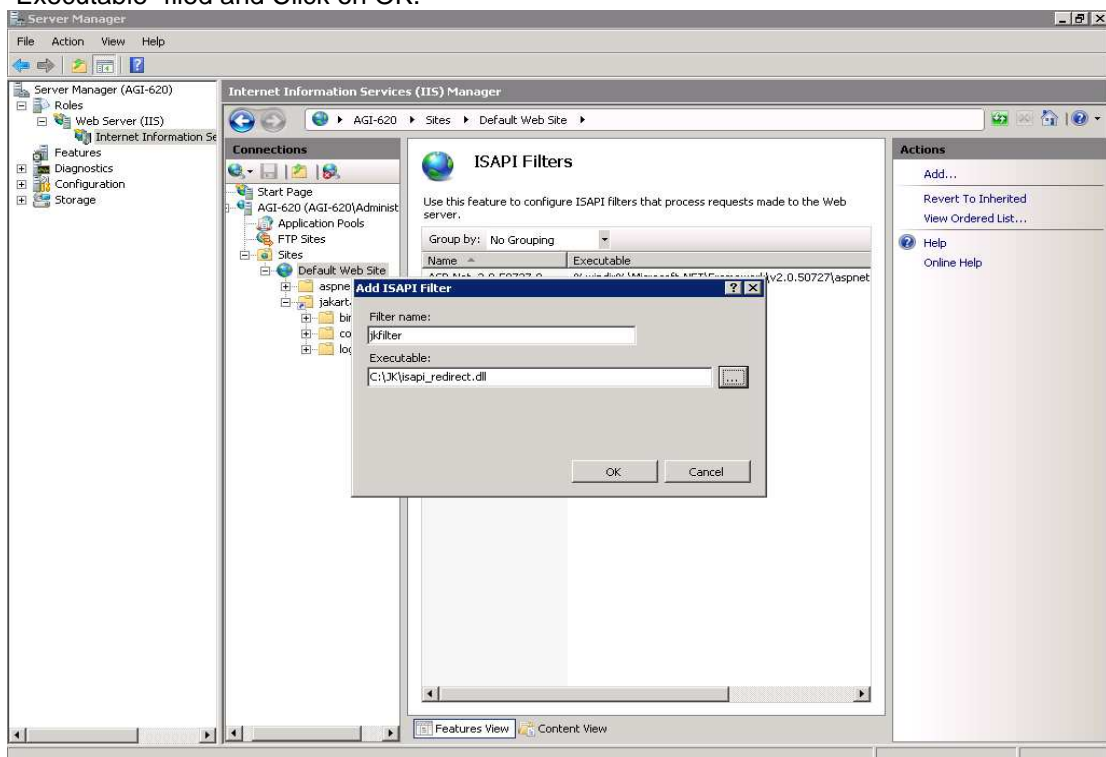 "Executable" filed and Click on OK.
Server Manager
File Action View Help
Server Manager (AGI-620)
Roles
Web Server (IIS)
Internet Information Se
Features
Diagnostics
Configuration
Storage
Internet Information Services (IIS) Manager
AGI-620 Sites Default Web Site
Connections
Start Page
AGI-620 (AGI-620\Administ
Application Pools
FTP Sites
Sites
Default Web Site
aspne
jakart
bir
co
log
ISAPI Filters
Use this feature to configure ISAPI filters that process requests made to the Web
server.
Group by: No Grouping
Name Executable
v2.0.50727\aspnet
Add ISAPI Filter
Filter name:
jkfilter
Executable:
C:\JK\isapi_redirect.dll
...
OK Cancel
Features View Content View
Actions
Add...
Revert To Inherited
View Ordered List...
Help
Online Help